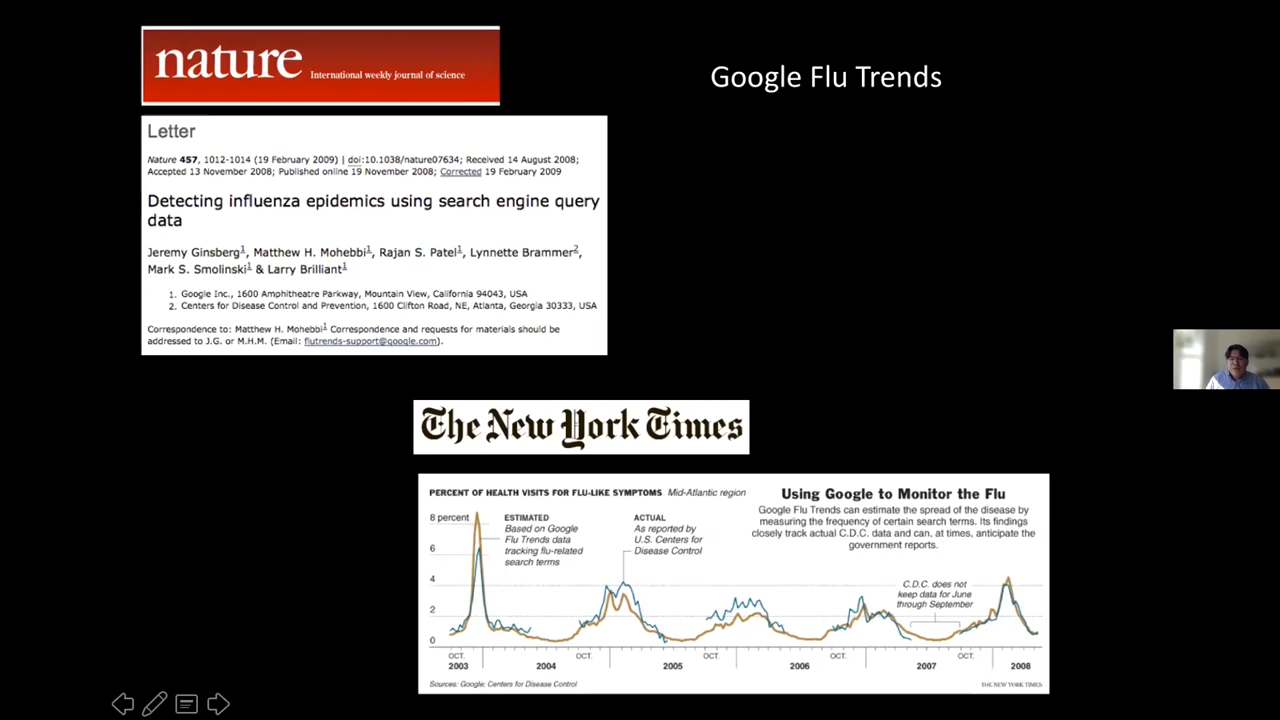 nature International weekly journal of science
Google Flu Trends
Letter
Nature 457, 1012-1014 (19 February 2009) | doi:10.1038/nature07634; Received 14 August 2008;
Accepted 13 November 2008; Published online 19 November 2008; Corrected 19 February 2009
Detecting influenza epidemics using search engine query
data
Jeremy Ginsberg1, Matthew H. Mohebbi1, Rajan S. Patel1, Lynnette Brammer2,
Mark S. Smolinski1 & Larry Brilliant1
1. Google Inc., 1600 Amphitheatre Parkway, Mountain View, California 94043, USA
2. Centers for Disease Control and Prevention, 1600 Clifton Road, NE, Atlanta, Georgia 30333, USA
Correspondence to: Matthew H. Mohebbi1 Correspondence and requests for materials should be
addressed to J.G. or M.H.M. (Email: flutrends-support@google.com).
The New York Times
PERCENT OF HEALTH VISITS FOR FLU-LIKE SYMPTOMS Mid-Atlantic region
Using Google to Monitor the Flu
Google Flu Trends can estimate the spread of the disease by
measuring the frequency of certain search terms. Its findings
closely track actual C.D.C. data and can, at times, anticipate the
government reports.
8 percent
6
4
2
0
ESTIMATED
Based on Google
Flu Trends data
tracking flu-related
search terms
ACTUAL
As reported by
U.S. Centers for
Disease Control
C.D.C. does not
keep data for June
through September
OCT. OCT. OCT. OCT. OCT.
2003 2004 2005 2006 2007 2008
Sources: Google; Centers for Disease Control
THE NEW YORK TIMES